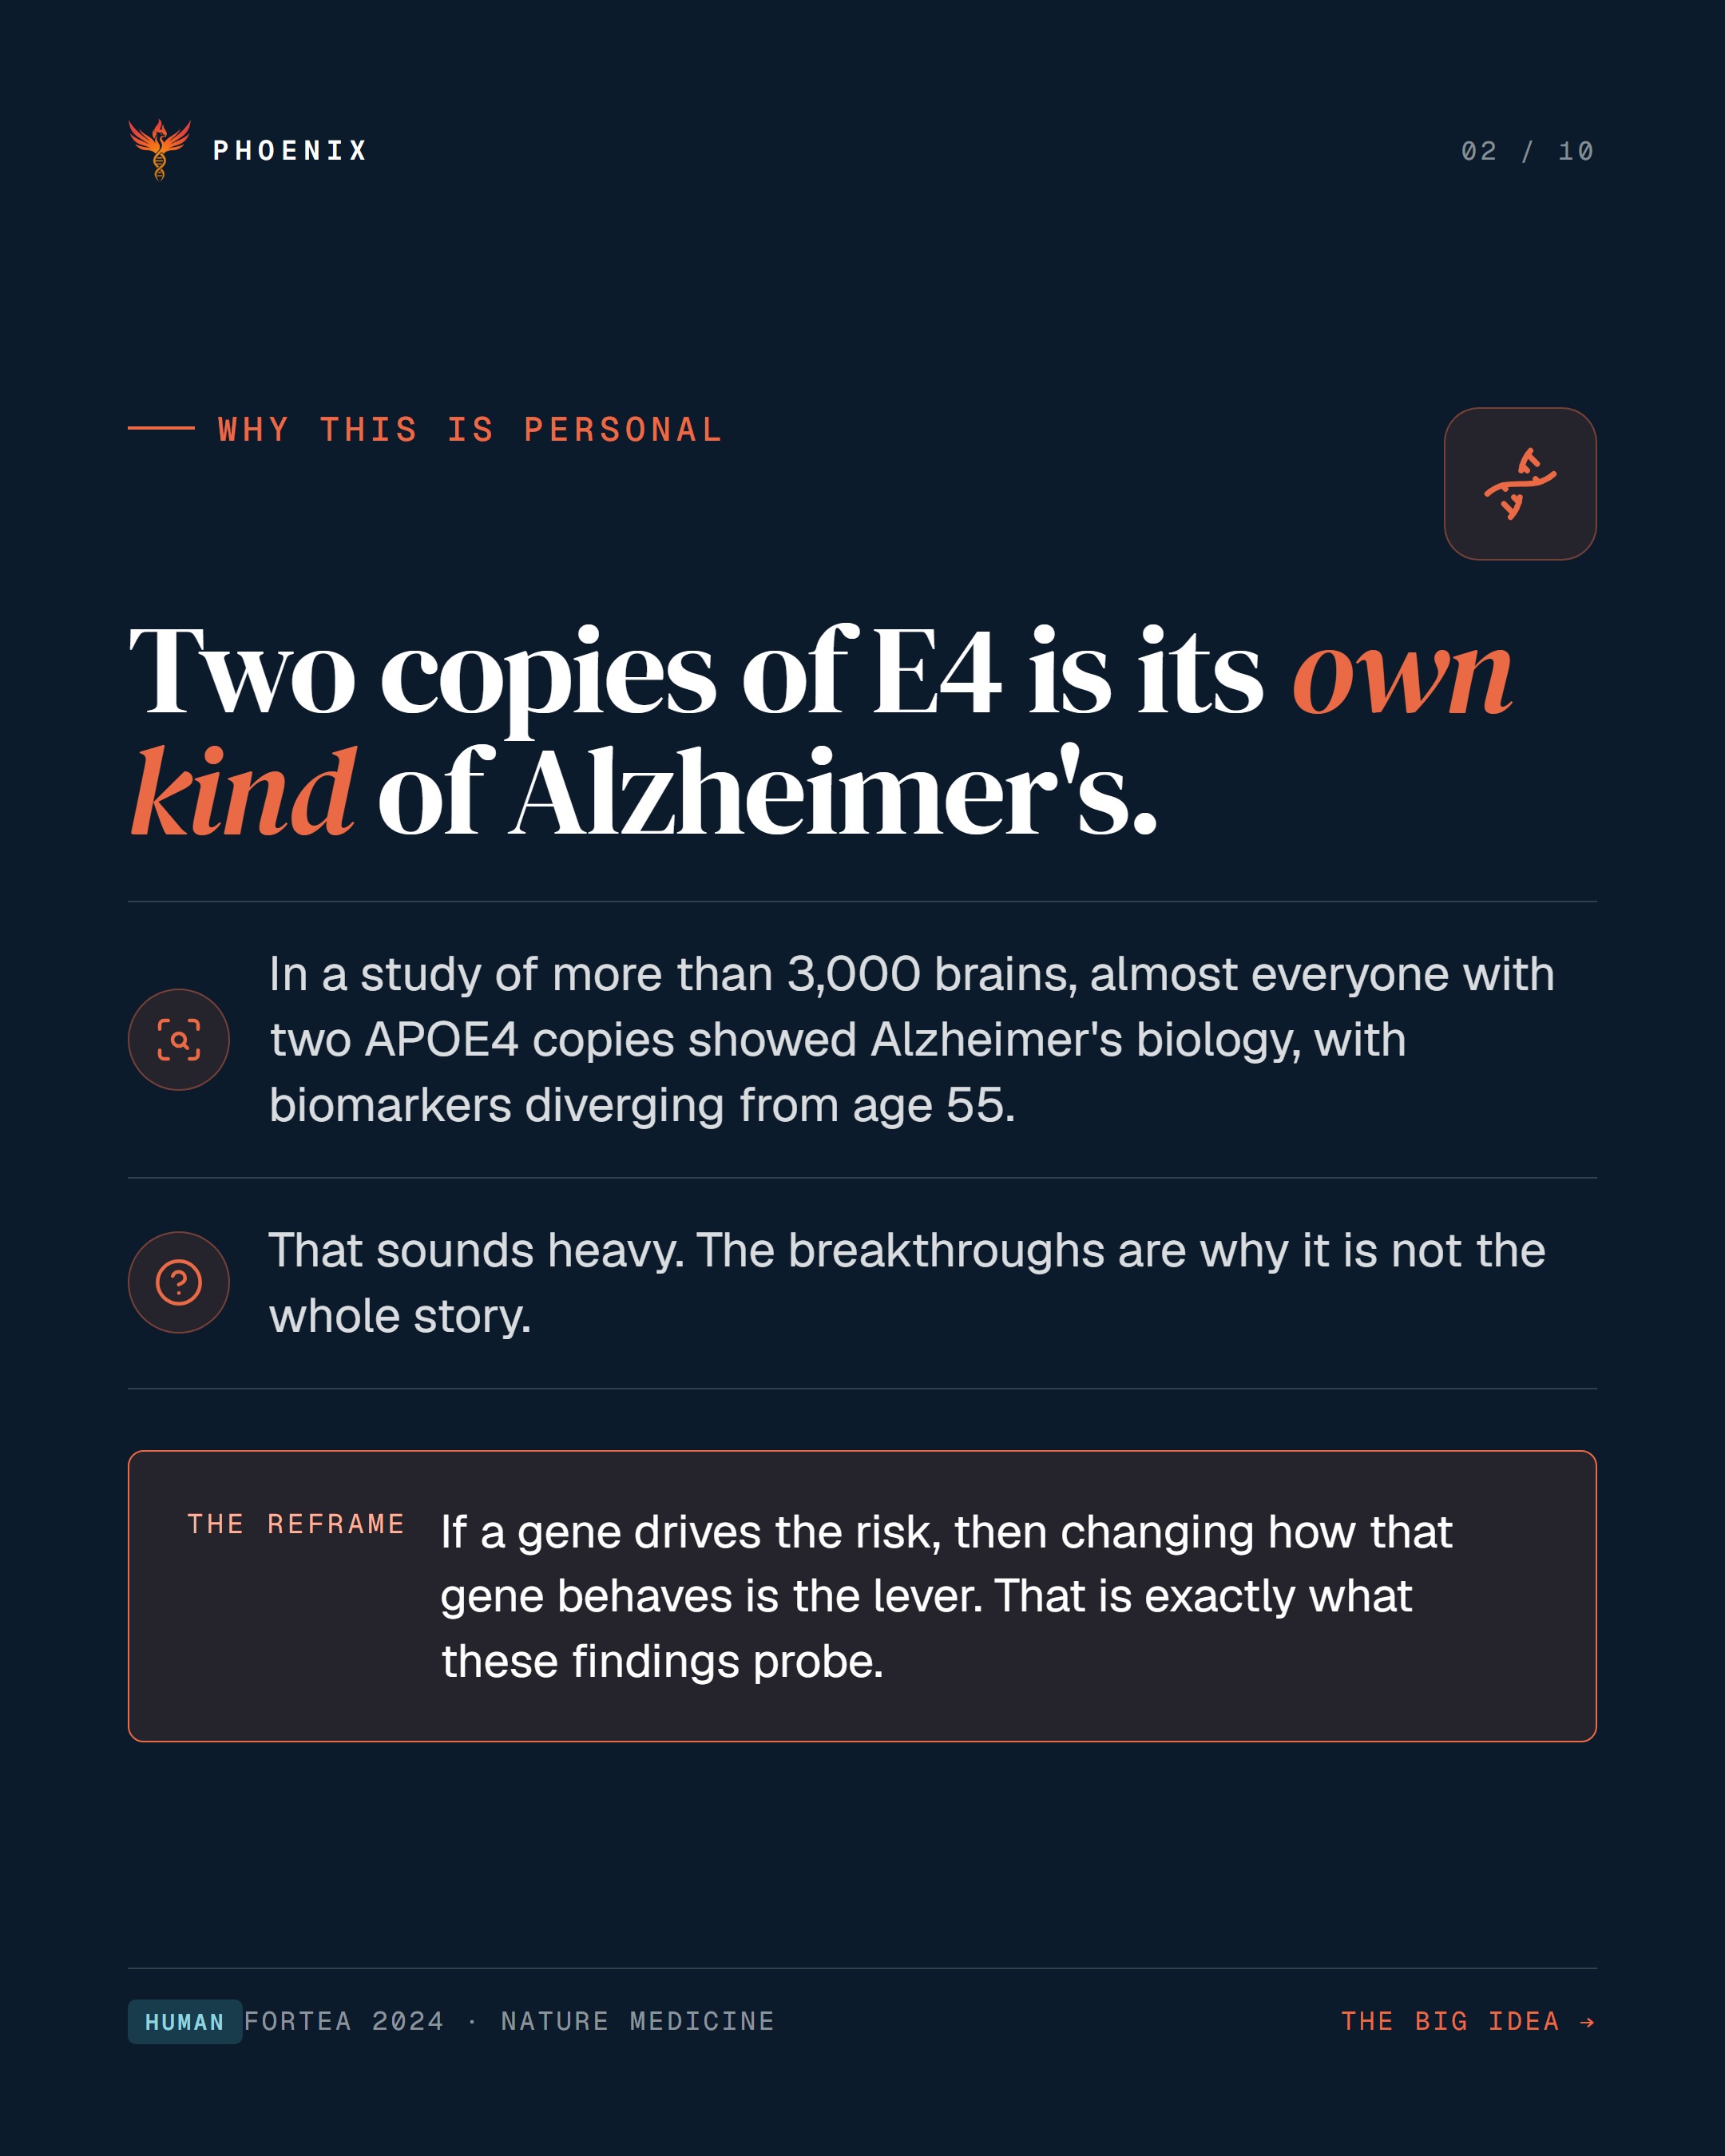 PHOENIX
02 / 10
WHY THIS IS PERSONAL
Two copies of E4 is its own
kind of Alzheimer's.
In a study of more than 3,000 brains, almost everyone with
two APOE4 copies showed Alzheimer's biology, with
biomarkers diverging from age 55.
That sounds heavy. The breakthroughs are why it is not the
whole story.
THE REFRAME
If a gene drives the risk, then changing how that
gene behaves is the lever. That is exactly what
these findings probe.
HUMAN FORTEA 2024 · NATURE MEDICINE
THE BIG IDEA →